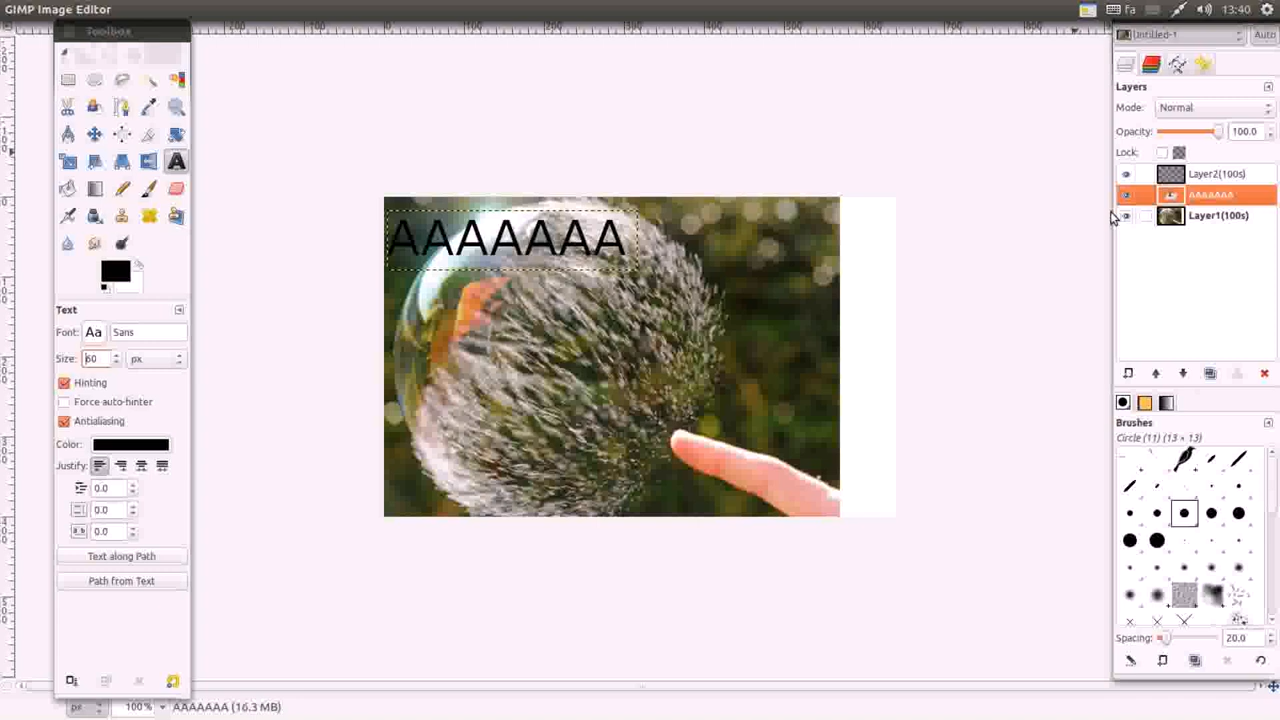 GIMP Image Editor
Fa
13:40
Toolbox
Untitled-1
Auto
Layers
Mode: Normal
Opacity: 100.0
Lock:
Layer2(100s)
AAAAAAA
Layer1(100s)
AAAAAAA
Text
Font: Aa Sans
Size: 60 px
Hinting
Force auto-hinter
Antialiasing
Color:
Justify:
0.0
0.0
0.0
Text along Path
Path from Text
Brushes
Circle (11) (13 × 13)
Spacing: 20.0
px 100% AAAAAAA (16.3 MB)